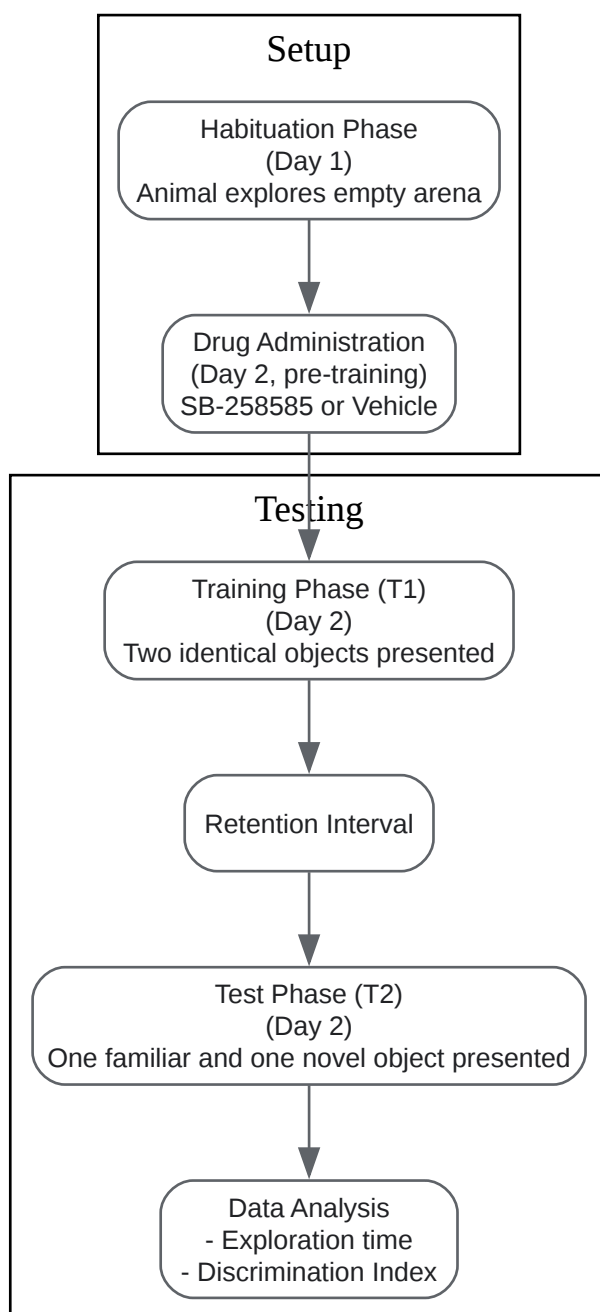 Setup
Habituation Phase
(Day 1)
Animal explores empty arena
Drug Administration
(Day 2, pre-training)
SB-258585 or Vehicle
Testing
Training Phase (T1)
(Day 2)
Two identical objects presented
Retention Interval
Test Phase (T2)
(Day 2)
One familiar and one novel object presented
Data Analysis
- Exploration time
- Discrimination Index